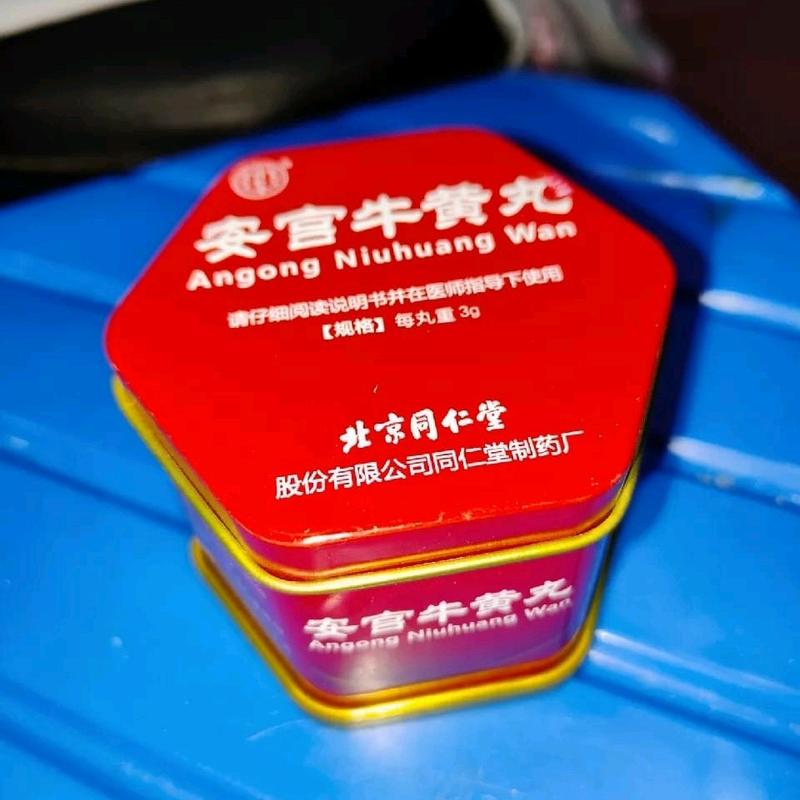 安宫牛黄丸
Angong Niuhuang Wan
请仔细阅读说明书并在医师指导下使用
【规格】每丸重 3g
北京同仁堂
股份有限公司同仁堂制药厂
安宫牛黄丸
Angong Niuhuang Wan